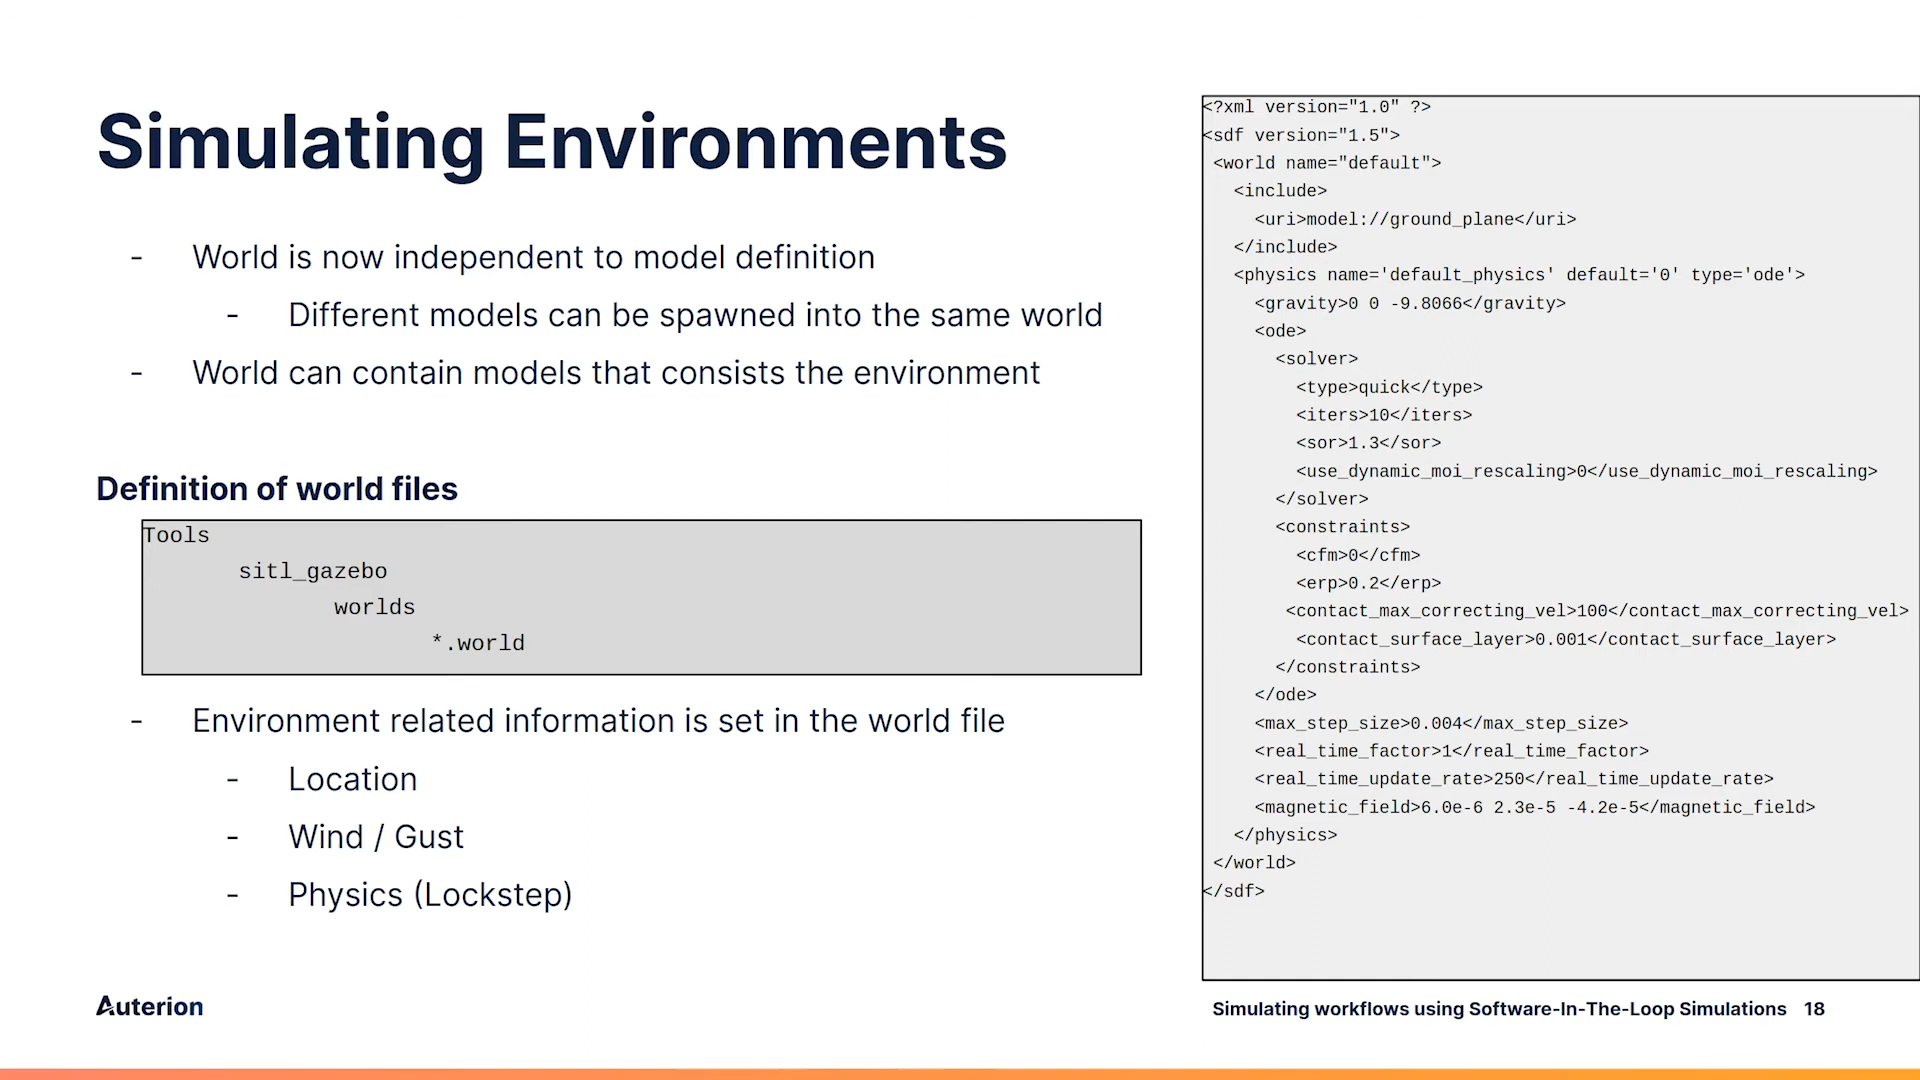 Simulating Environments
- World is now independent to model definition
- Different models can be spawned into the same world
- World can contain models that consists the environment
Definition of world files
Tools
sitl_gazebo
worlds
*.world
- Environment related information is set in the world file
- Location
- Wind / Gust
- Physics (Lockstep)
<?xml version="1.0" ?>
<sdf version="1.5">
<world name="default">
<include>
<uri>model://ground_plane</uri>
</include>
<physics name='default_physics' default='0' type='ode'>
<gravity>0 0 -9.8066</gravity>
<ode>
<solver>
<type>quick</type>
<iters>10</iters>
<sor>1.3</sor>
<use_dynamic_moi_rescaling>0</use_dynamic_moi_rescaling>
</solver>
<constraints>
<cfm>0</cfm>
<erp>0.2</erp>
<contact_max_correcting_vel>100</contact_max_correcting_vel>
<contact_surface_layer>0.001</contact_surface_layer>
</constraints>
</ode>
<max_step_size>0.004</max_step_size>
<real_time_factor>1</real_time_factor>
<real_time_update_rate>250</real_time_update_rate>
<magnetic_field>6.0e-6 2.3e-5 -4.2e-5</magnetic_field>
</physics>
</world>
</sdf>
Auterion
Simulating workflows using Software-In-The-Loop Simulations 18